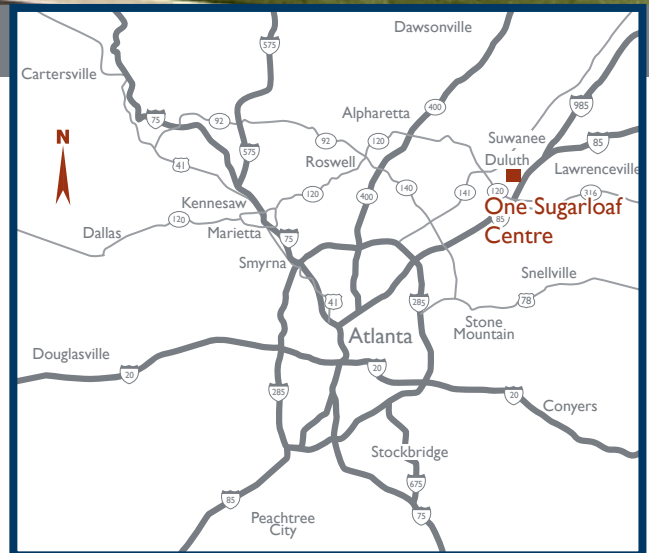 Dawsonville
575
Cartersville
985
400
Alpharetta
75
92
Suwanee
N
92
120
85
575
Roswell
Duluth
Lawrenceville
41
140
141
120
316
120
400
Kennesaw
One Sugarloaf
Centre
85
120
Marietta
Dallas
75
Smyrna
Snellville
41
285
78
Stone
Mountain
Atlanta
Douglasville
20
20
285
20
Conyers
Stockbridge
675
85
75
Peachtree
City